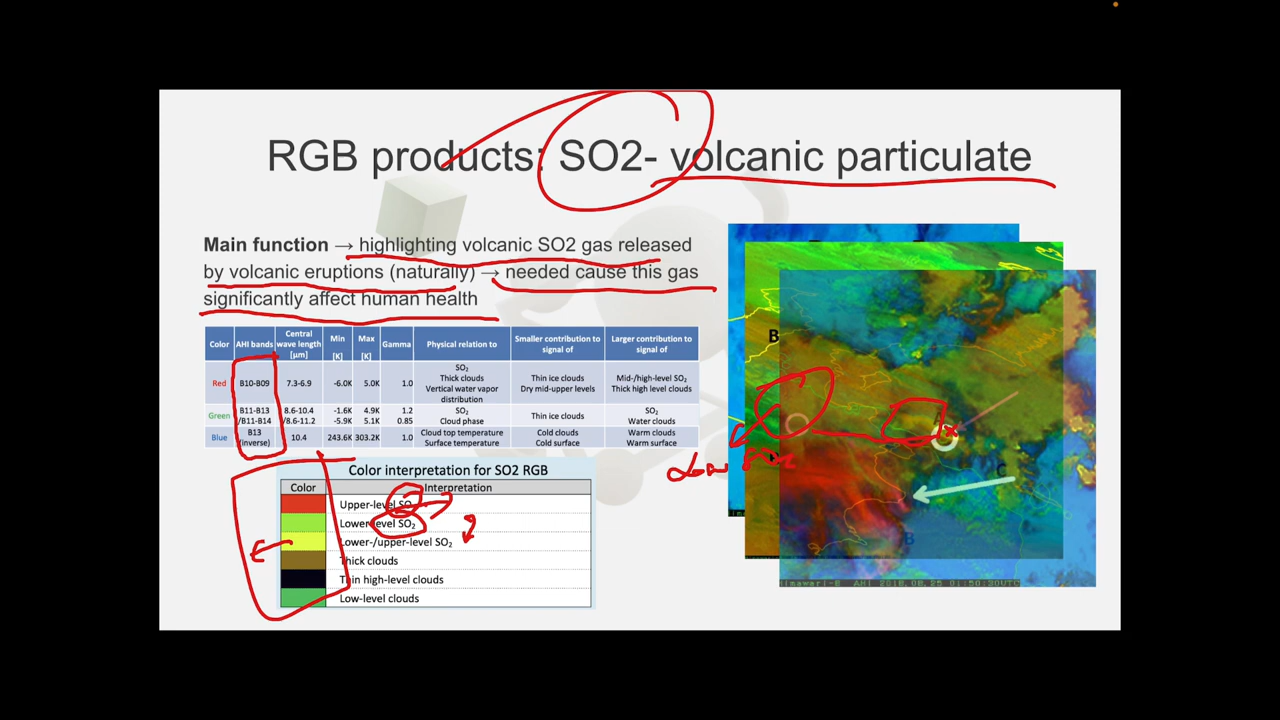 RGB products: SO2- volcanic particulate
Main function → highlighting volcanic SO2 gas released
by volcanic eruptions (naturally) → needed cause this gas
significantly affect human health
Color AHI bands Central wave length [µm] Min [K] Max [K] Gamma Physical relation to Smaller contribution to signal of Larger contribution to signal of
Red B10-B09 7.3-6.9 -6.0K 5.0K 1.0 SO₂ Thick clouds Vertical water vapor distribution Thin ice clouds Dry mid-upper levels Mid-/high-level SO₂ Thick high level clouds
Green B11-B13 /B11-B14 8.6-10.4 /8.6-11.2 -1.6K -5.9K 4.9K 5.1K 1.2 0.85 SO₂ Cloud phase Thin ice clouds SO₂ Water clouds
Blue B13 (inverse) 10.4 243.6K 303.2K 1.0 Cloud top temperature Surface temperature Cold clouds Cold surface Warm clouds Warm surface
Color interpretation for SO2 RGB
Color Interpretation
Upper-level SO
Lower-level SO₂
Lower-/upper-level SO₂
Thick clouds
Thin high-level clouds
Low-level clouds
B
C
B
AHI 2018.08.25 01:50:30UTC